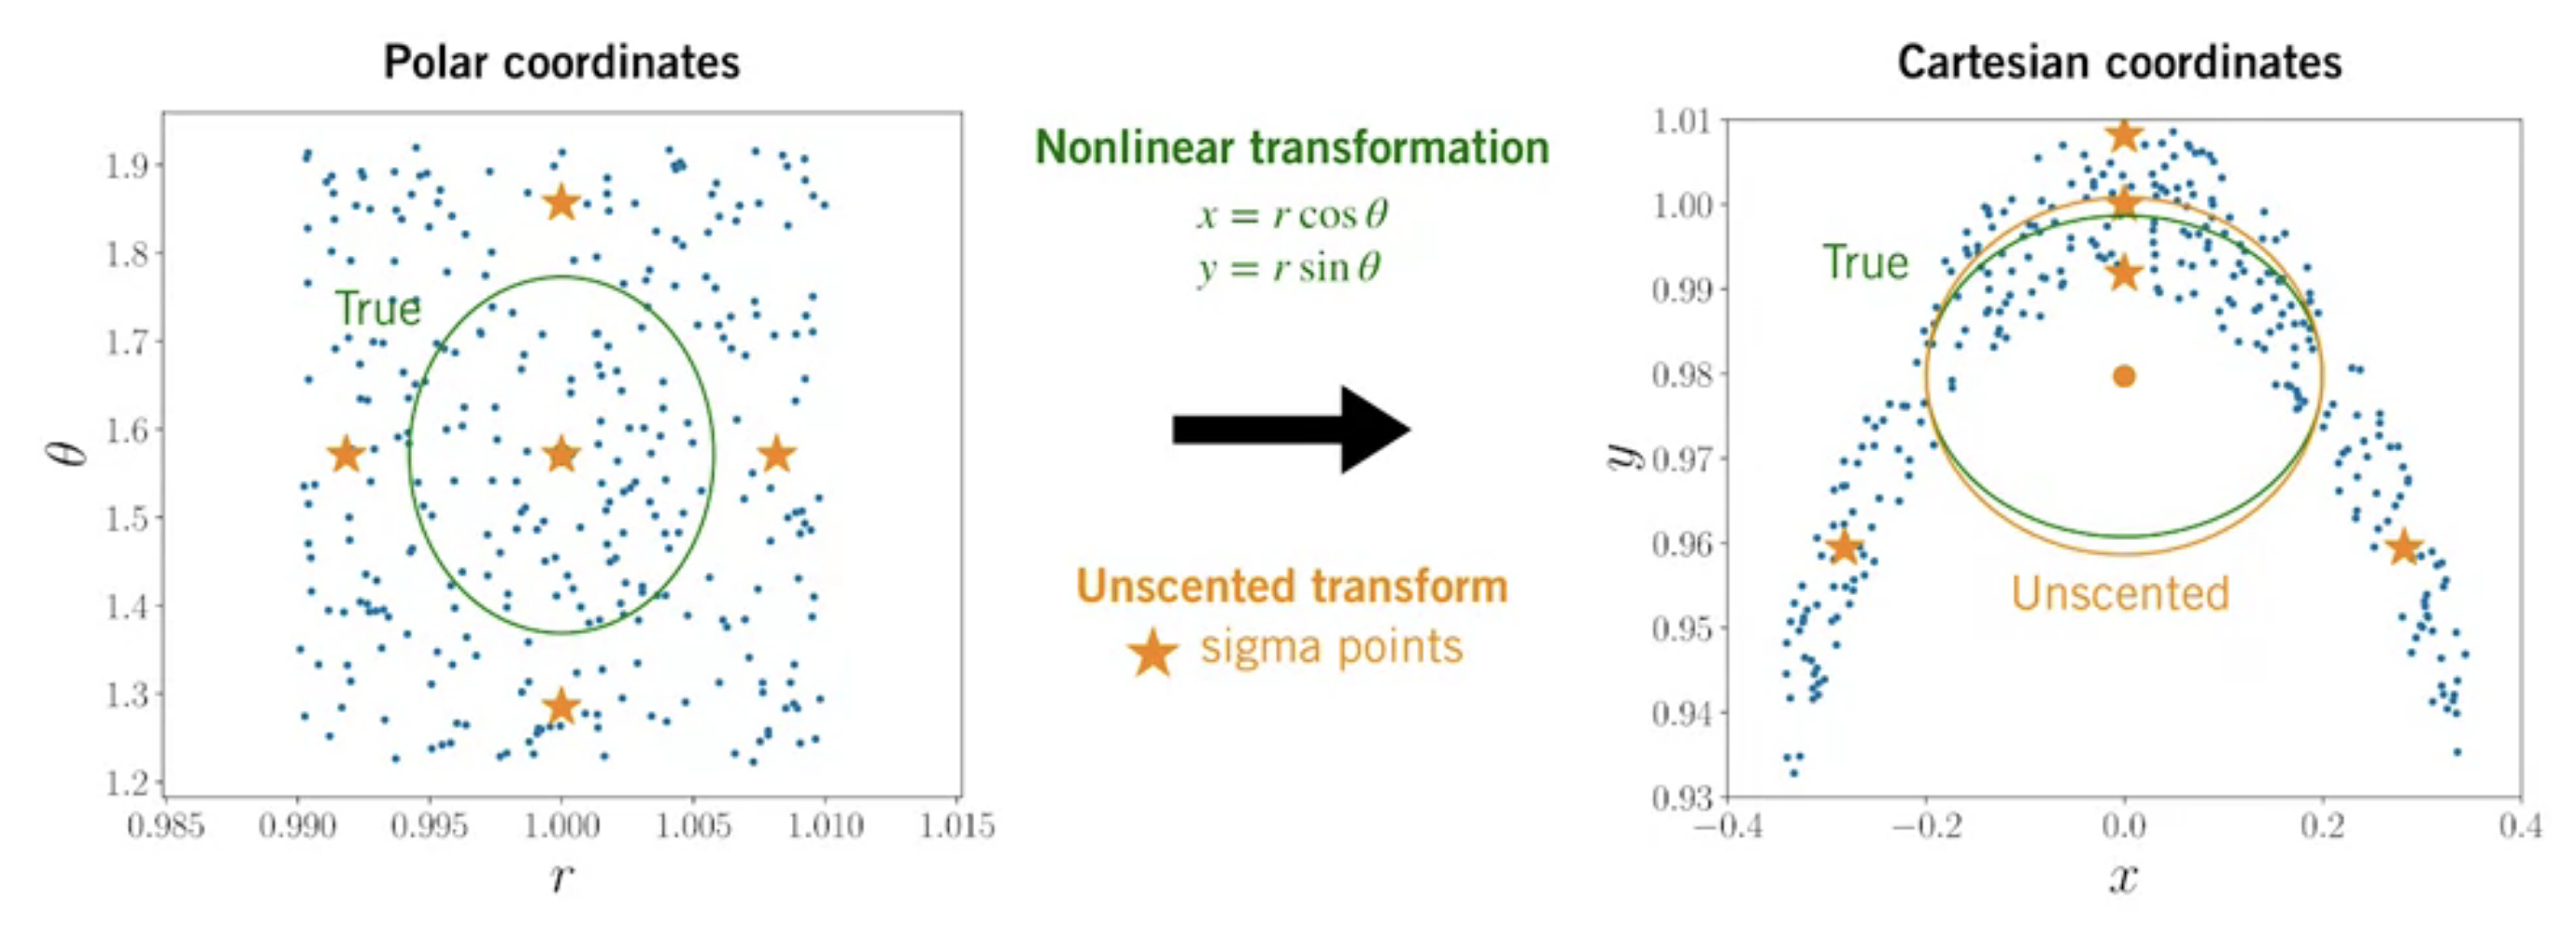 Polar coordinates
1.9
1.8
1.7
1.6
1.5
1.4
1.3
1.2
θ
True
0.985 0.990 0.995 1.000 1.005 1.010 1.015
r
Nonlinear transformation
x = r cos θ
y = r sin θ
Unscented transform
sigma points
Cartesian coordinates
1.01
1.00
0.99
0.98
0.97
0.96
0.95
0.94
0.93
y
True
Unscented
−0.4 −0.2 0.0 0.2 0.4
x